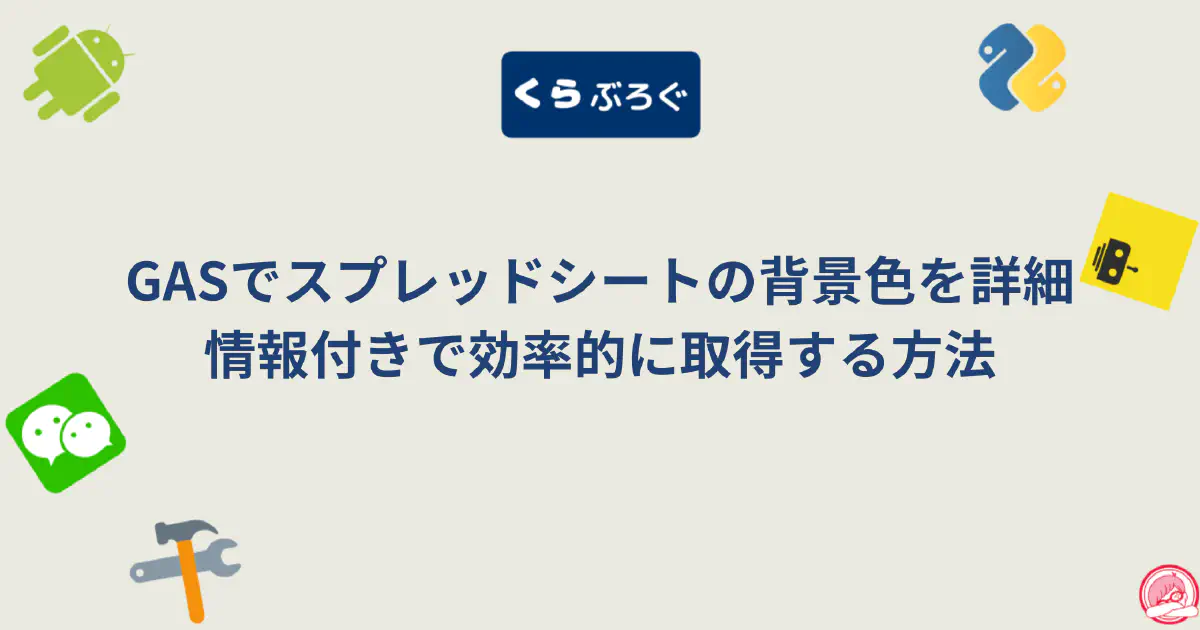 くらぶろぐ
GASでスプレッドシートの背景色を詳細
情報付きで効率的に取得する方法